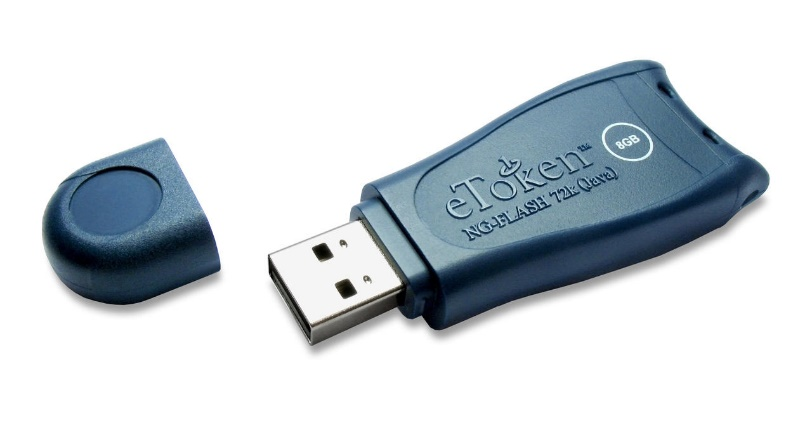 eToken™
NG-FLASH 72k (Java)
8GB